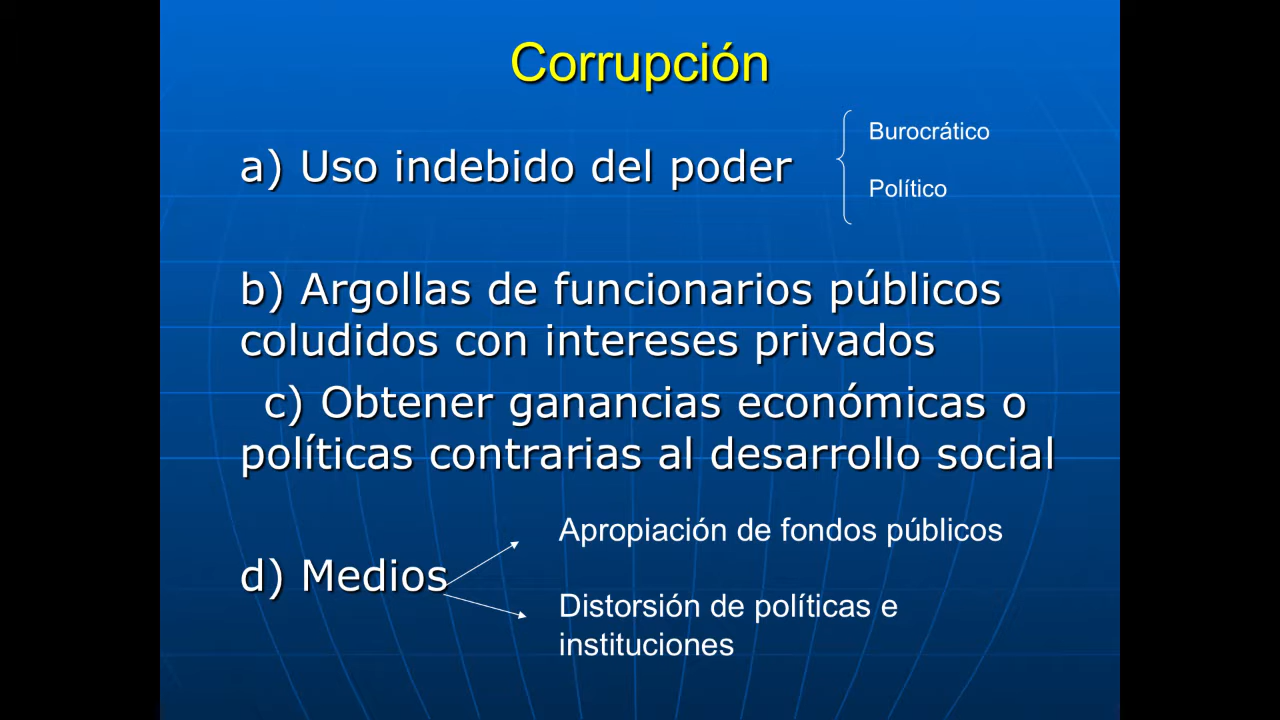 Corrupción
a) Uso indebido del poder
Burocrático
Político
b) Argollas de funcionarios públicos
coludidos con intereses privados
c) Obtener ganancias económicas o
políticas contrarias al desarrollo social
d) Medios
Apropiación de fondos públicos
Distorsión de políticas e
instituciones